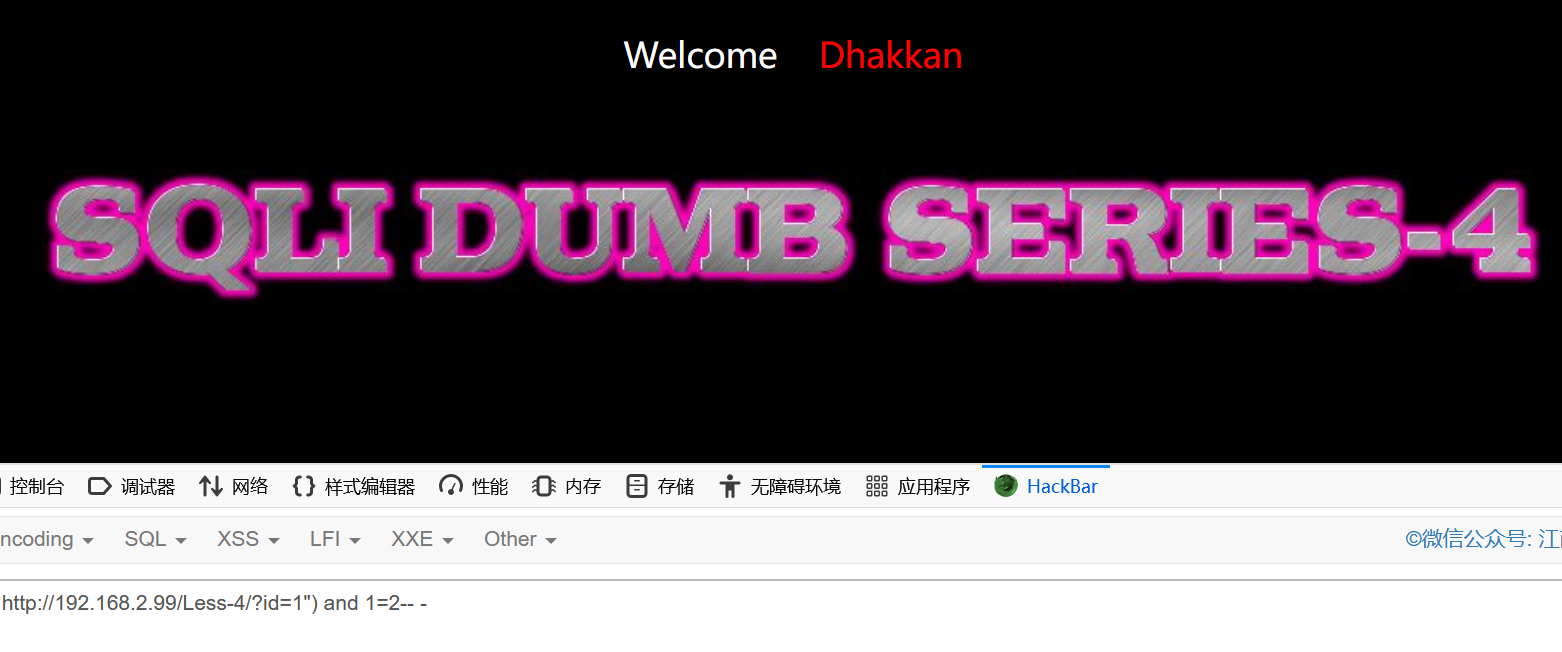 Welcome Dhakkan
SQLI DUMB SERIES-4
控制台 调试器 网络 样式编辑器 性能 内存 存储 无障碍环境 应用程序 HackBar
ncoding SQL XSS LFI XXE Other ©微信公众号: 江
http://192.168.2.99/Less-4/?id=1") and 1=2-- -